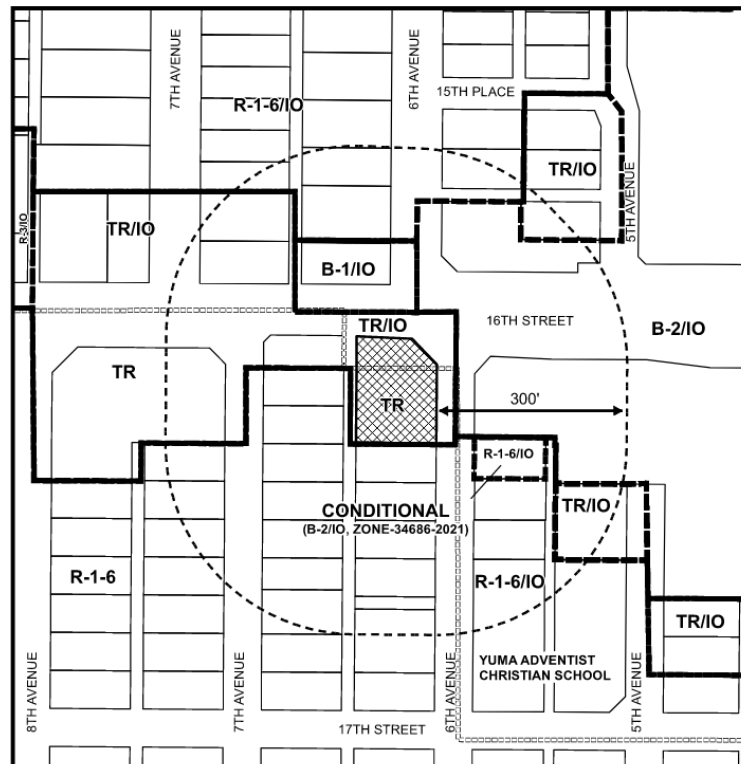 7TH AVENUE
6TH AVENUE
15TH PLACE
R-1-6/IO
TR/IO
5TH AVENUE
R-3/IO
TR/IO
B-1/IO
TR/IO
16TH STREET
B-2/IO
TR
TR
300'
R-1-6/IO
CONDITIONAL
(B-2/IO, ZONE-34686-2021)
TR/IO
R-1-6
R-1-6/IO
TR/IO
YUMA ADVENTIST
CHRISTIAN SCHOOL
8TH AVENUE
7TH AVENUE
17TH STREET
6TH AVENUE
5TH AVENUE